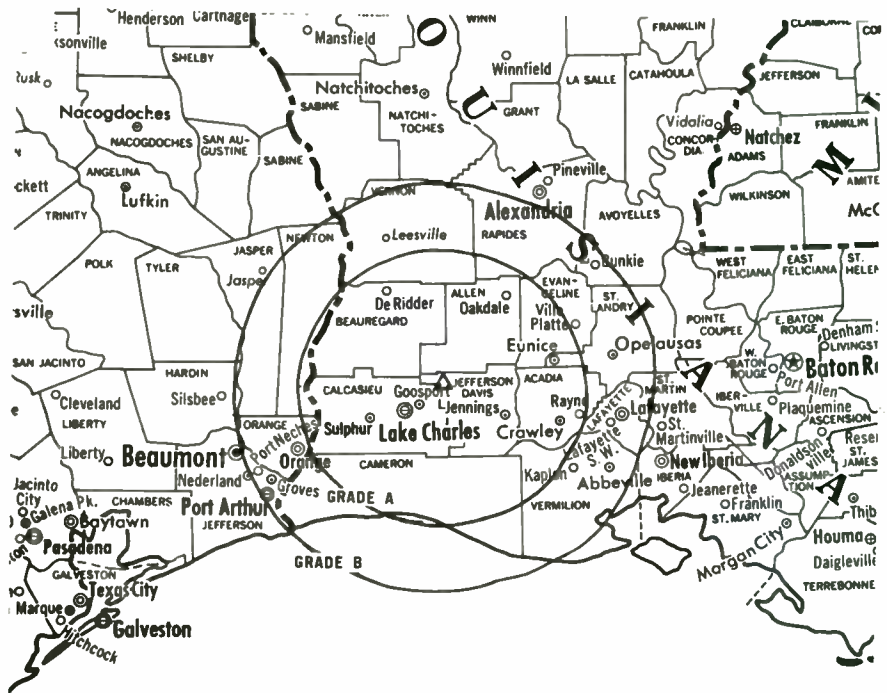 Henderson
Carthage
Mansfield
WINN
FRANKLIN
CLAIBORNE
SHELBY
Winnfield
LA SALLE
CATAHOULA
JEFFERSON
Rusk
Natchitoches
SABINE
GRANT
NATCHI-
TOCHES
Nacogdoches
NACOGDOCHES
SAN AU-
GUSTINE
SABINE
Vidalia
CONCOR-
DIA
Natchez
ADAMS
FRANKLIN
ANGELINA
Lufkin
Pineville
Alexandria
WILKINSON
AMITE
McC
TRINITY
VERNON
AVOYELLES
JASPER
NEWTON
Leesville
RAPIDES
POLK
TYLER
Jasper
Bunkie
WEST
FELICIANA
EAST
FELICIANA
ST.
HELEN
De Ridder
ALLEN
Oakdale
EVAN-
GELINE
ST.
LANDRY
Ville
Platte
BEAUREGARD
POINTE
COUPEE
E. BATON
ROUGE
Denham
LIVINGST
Eunice
Opelousas
SAN JACINTO
HARDIN
W.
BATON
ROUGE
Baton R
Port Allen
CALCASIEU
Goosport
JEFFERSON
DAVIS
ACADIA
ST.
MARTIN
Cleveland
LIBERTY
Silsbee
Jennings
Rayne
LAFAYETTE
Lafayette
IBER-
VILLE
Plaquemine
ASCENSION
ORANGE
Sulphur
Lake Charles
Crowley
Lafayette
S.W.
St.
Martinville
Donaldson
ville
ST.
JAMES
Liberty
Beaumont
Port Neches
Orange
CAMERON
Kaplan
Abbeville
New Iberia
IBERIA
ASSUMP-
TION
Nederland
Groves
Jeanerette
Jacinto
City
Galena Pk.
CHAMBERS
Port Arthur
JEFFERSON
GRADE A
VERMILION
Franklin
ST. MARY
Thib
Baytown
Pasadena
Morgan City
Houma
GRADE B
Daigleville
GALVESTON
Texas City
TERREBONNE
Marque
Hitchcock
Galveston
L O U I S I A N A
M